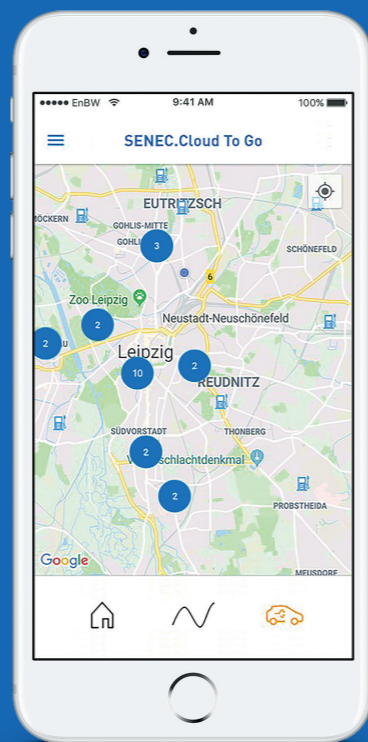 ●●●●● EnBW 9:41 AM 100%
SENEC.Cloud To Go
EUTRITZSCH
MÖCKERN
GOHLIS-MITTE
3
SCHÖNEFELD
6
Zoo Leipzig
2
Neustadt-Neuschönefeld
2
Leipzig
10
2
REUDNITZ
SÜDVORSTADT
THONBERG
2
schlachtdenkmal
2
PROBSTHEIDA
Google
MEUSDORF